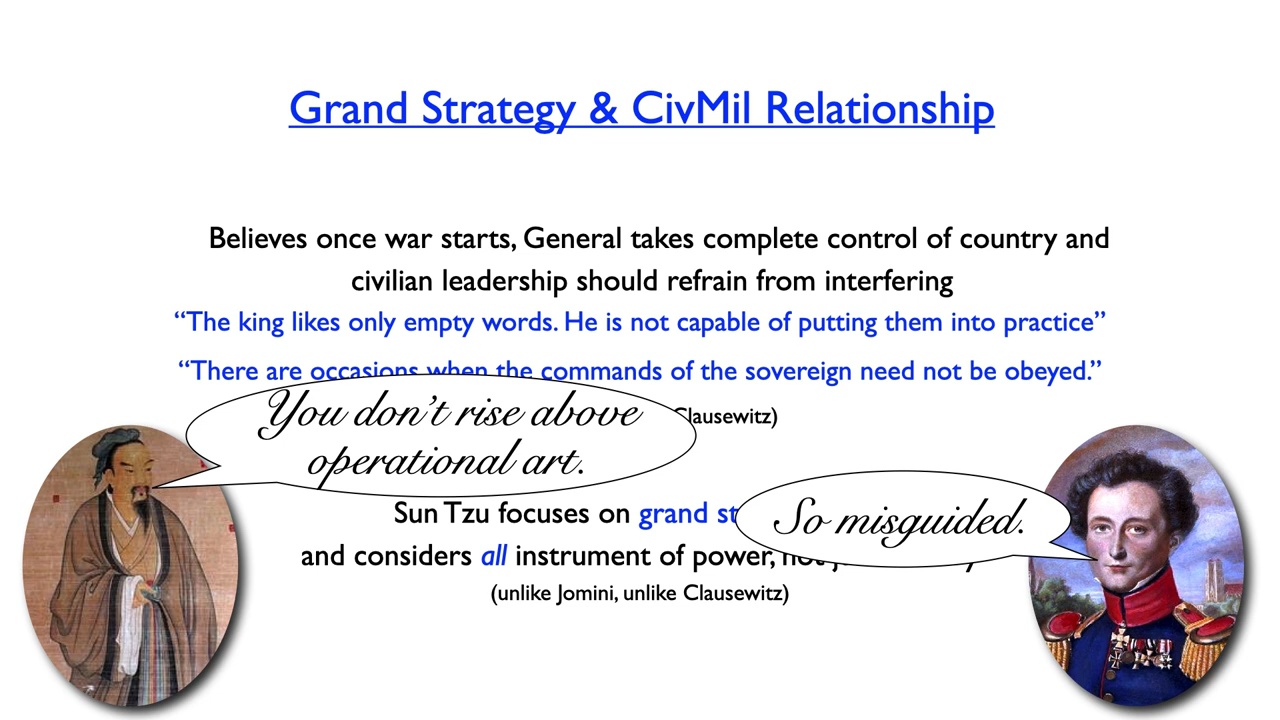 Grand Strategy & CivMil Relationship
Believes once war starts, General takes complete control of country and
civilian leadership should refrain from interfering
“The king likes only empty words. He is not capable of putting them into practice”
“There are occasions when the commands of the sovereign need not be obeyed.”
Clausewitz)
You don’t rise above
operational art.
Sun Tzu focuses on grand
So misguided.
and considers all instrument of power,
(unlike Jomini, unlike Clausewitz)